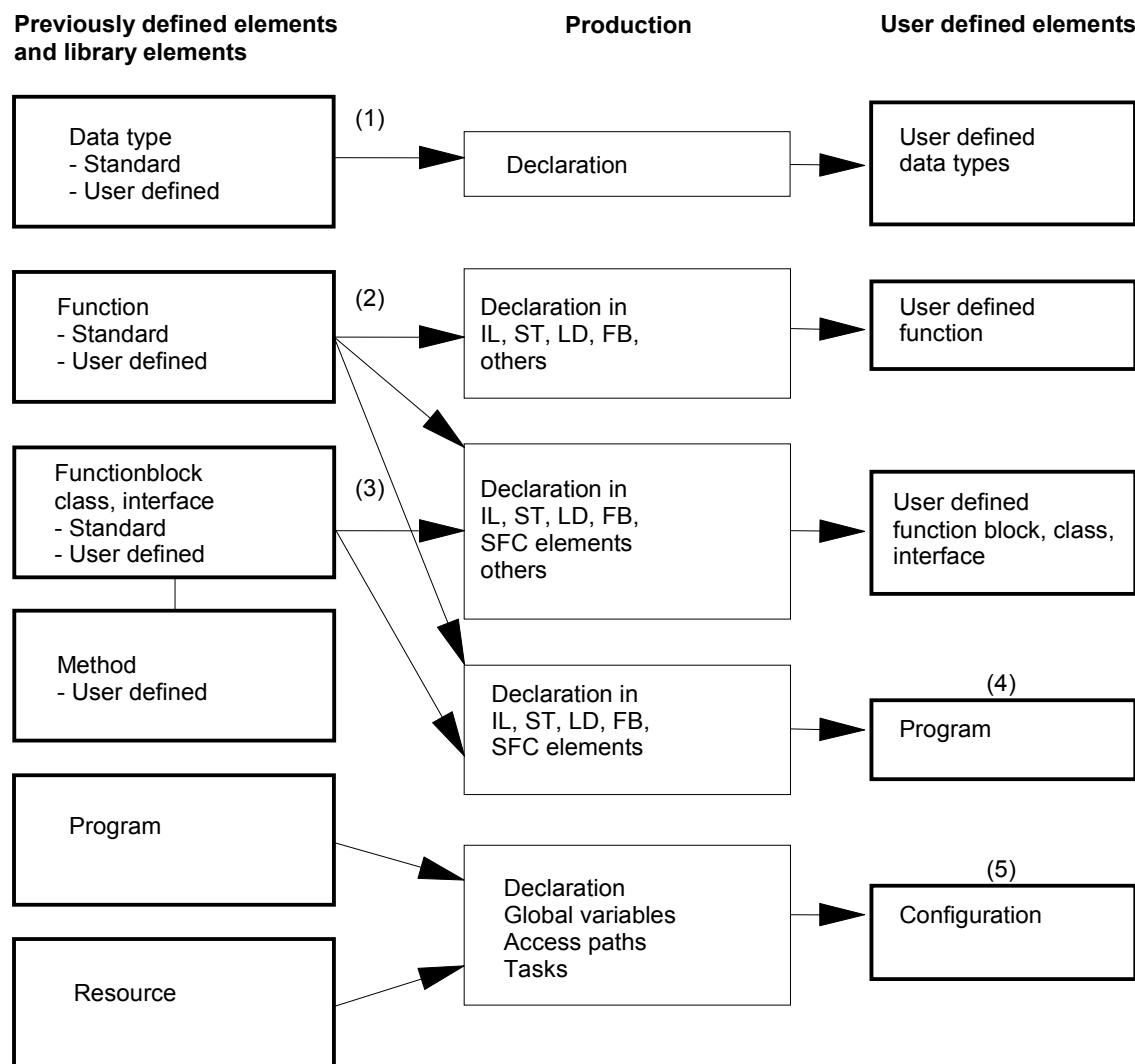 Previously defined elements
and library elements
Production
User defined elements
Data type
- Standard
- User defined
(1)
Declaration
User defined
data types
Function
- Standard
- User defined
(2)
Declaration in
IL, ST, LD, FB,
others
User defined
function
Functionblock
class, interface
- Standard
- User defined
(3)
Declaration in
IL, ST, LD, FB,
SFC elements
others
User defined
function block, class,
interface
Method
- User defined
Declaration in
IL, ST, LD, FB,
SFC elements
(4)
Program
Program
Declaration
Global variables
Access paths
Tasks
(5)
Configuration
Resource